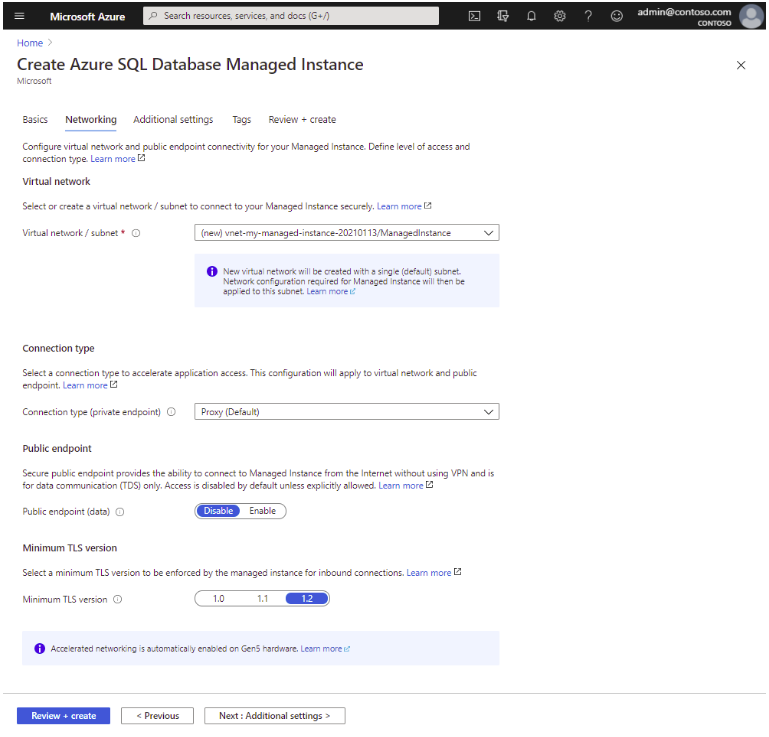 Microsoft Azure
Search resources, services, and docs (G+/)
admin@contoso.com
CONTOSO
Home
Create Azure SQL Database Managed Instance
Microsoft
Basics Networking Additional settings Tags Review + create
Configure virtual network and public endpoint connectivity for your Managed Instance. Define level of access and
connection type. Learn more
Virtual network
Select or create a virtual network / subnet to connect to your Managed Instance securely. Learn more
Virtual network / subnet * (new) vnet-my-managed-instance-20210113/ManagedInstance
New virtual network will be created with a single (default) subnet.
Network configuration required for Managed Instance will then be
applied to this subnet. Learn more
Connection type
Select a connection type to accelerate application access. This configuration will apply to virtual network and public
endpoint. Learn more
Connection type (private endpoint) Proxy (Default)
Public endpoint
Secure public endpoint provides the ability to connect to Managed Instance from the Internet without using VPN and is
for data communication (TDS) only. Access is disabled by default unless explicitly allowed. Learn more
Public endpoint (data) Disable Enable
Minimum TLS version
Select a minimum TLS version to be enforced by the managed instance for inbound connections. Learn more
Minimum TLS version 1.0 1.1 1.2
Accelerated networking is automatically enabled on Gen5 hardware. Learn more
Review + create < Previous Next : Additional settings >